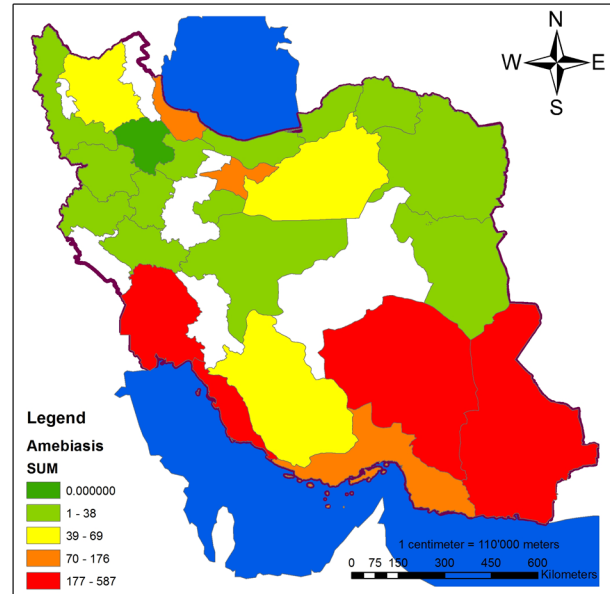 N
W E
S
Legend
Amebiasis
SUM
0.000000
1 - 38
39 - 69
70 - 176
177 - 587
1 centimeter = 110'000 meters
0 75 150 300 450 600
Kilometers